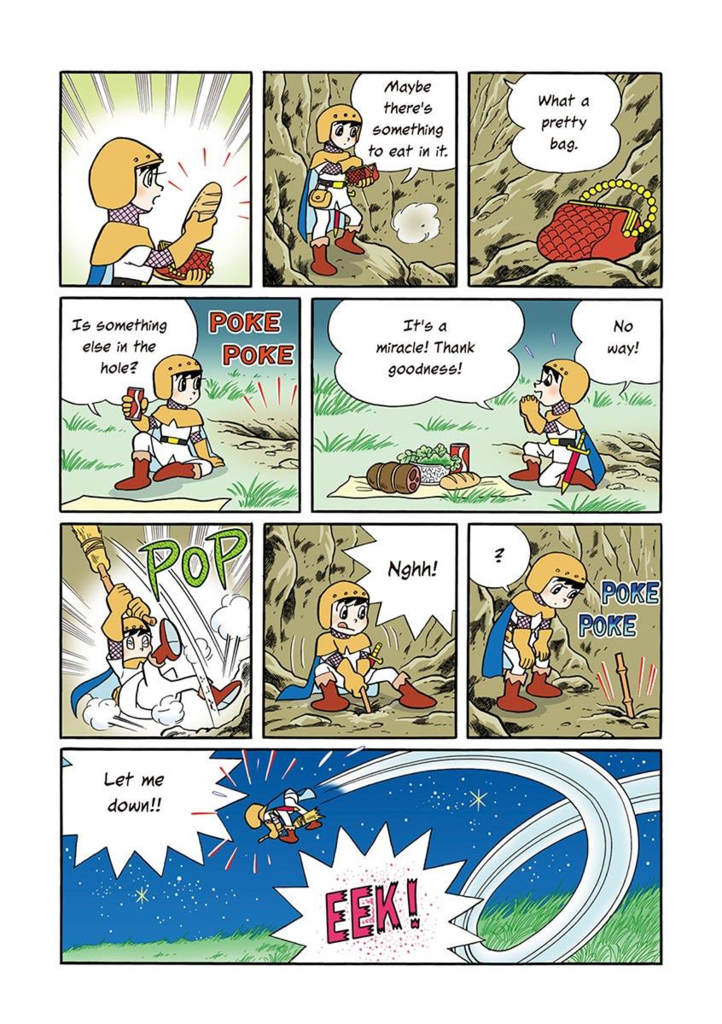 What a
pretty
bag.
Maybe
there's
something
to eat in it.
No
way!
It's a
miracle! Thank
goodness!
POKE
POKE
Is something
else in the
hole?
POKE
POKE
?
Nghh!
POP
EEK!
Let me
down!!